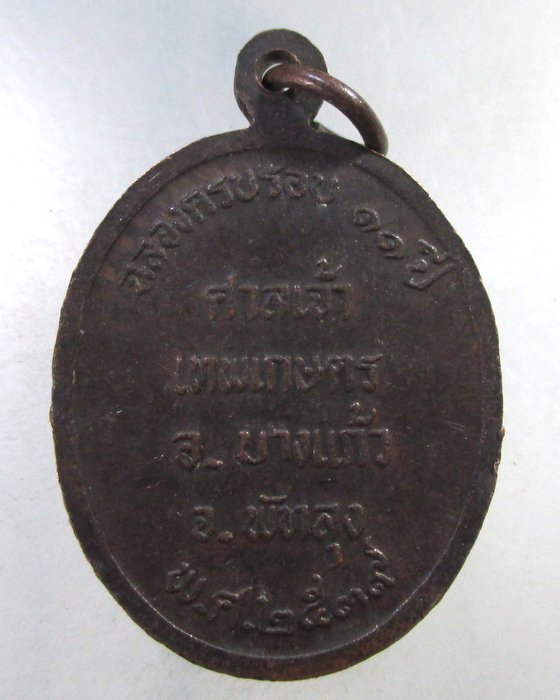 ฉลองครบรอบ ๑๑ ปี
ศาลเจ้า
เทพเกษตร
อ.บางแก้ว
จ.พัทลุง
พ.ศ.๒๕๓๙